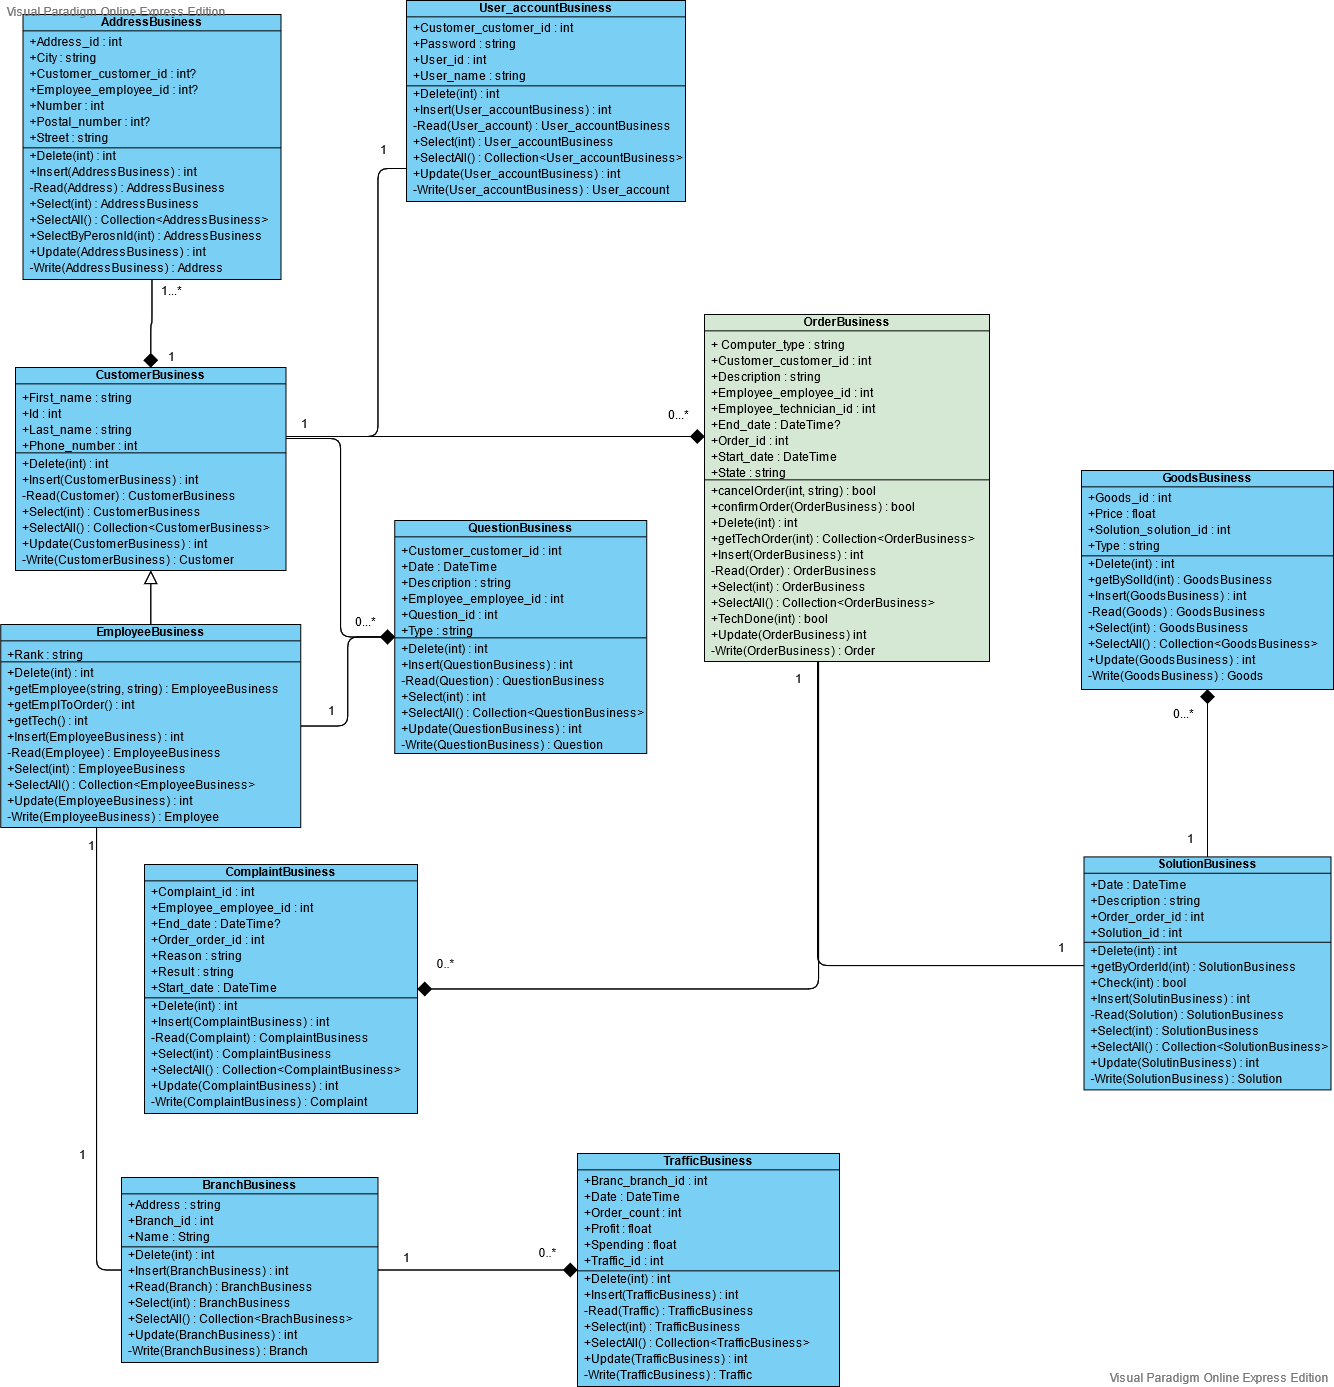 Visual Paradigm Online Express Edition
AddressBusiness
+Address_id : int
+City : string
+Customer_customer_id : int?
+Employee_employee_id : int?
+Number : int
+Postal_number : int?
+Street : string
+Delete(int) : int
+Insert(AddressBusiness) : int
-Read(Address) : AddressBusiness
+Select(int) : AddressBusiness
+SelectAll() : Collection<AddressBusiness>
+SelectByPerosnId(int) : AddressBusiness
+Update(AddressBusiness) : int
-Write(AddressBusiness) : Address
1...*
1
User_accountBusiness
+Customer_customer_id : int
+Password : string
+User_id : int
+User_name : string
+Delete(int) : int
+Insert(User_accountBusiness) : int
-Read(User_account) : User_accountBusiness
+Select(int) : User_accountBusiness
+SelectAll() : Collection<User_accountBusiness>
+Update(User_accountBusiness) : int
-Write(User_accountBusiness) : User_account
1
CustomerBusiness
+First_name : string
+Id : int
+Last_name : string
+Phone_number : int
+Delete(int) : int
+Insert(CustomerBusiness) : int
-Read(Customer) : CustomerBusiness
+Select(int) : CustomerBusiness
+SelectAll() : Collection<CustomerBusiness>
+Update(CustomerBusiness) : int
-Write(CustomerBusiness) : Customer
1
0...*
OrderBusiness
+ Computer_type : string
+Customer_customer_id : int
+Description : string
+Employee_employee_id : int
+Employee_technician_id : int
+End_date : DateTime?
+Order_id : int
+Start_date : DateTime
+State : string
+cancelOrder(int, string) : bool
+confirmOrder(OrderBusiness) : bool
+Delete(int) : int
+getTechOrder(int) : Collection<OrderBusiness>
+Insert(OrderBusiness) : int
-Read(Order) : OrderBusiness
+Select(int) : OrderBusiness
+SelectAll() : Collection<OrderBusiness>
+TechDone(int) : bool
+Update(OrderBusiness) int
-Write(OrderBusiness) : Order
1
GoodsBusiness
+Goods_id : int
+Price : float
+Solution_solution_id : int
+Type : string
+Delete(int) : int
+getBySolId(int) : GoodsBusiness
+Insert(GoodsBusiness) : int
-Read(Goods) : GoodsBusiness
+Select(int) : GoodsBusiness
+SelectAll() : Collection<GoodsBusiness>
+Update(GoodsBusiness) : int
-Write(GoodsBusiness) : Goods
0...*
1
QuestionBusiness
+Customer_customer_id : int
+Date : DateTime
+Description : string
+Employee_employee_id : int
+Question_id : int
+Type : string
+Delete(int) : int
+Insert(QuestionBusiness) : int
-Read(Question) : QuestionBusiness
+Select(int) : int
+SelectAll() : Collection<QuestionBusiness>
+Update(QuestionBusiness) : int
-Write(QuestionBusiness) : Question
0...*
1
EmployeeBusiness
+Rank : string
+Delete(int) : int
+getEmployee(string, string) : EmployeeBusiness
+getEmplToOrder() : int
+getTech() : int
+Insert(EmployeeBusiness) : int
-Read(Employee) : EmployeeBusiness
+Select(int) : EmployeeBusiness
+SelectAll() : Collection<EmployeeBusiness>
+Update(EmployeeBusiness) : int
-Write(EmployeeBusiness) : Employee
1
ComplaintBusiness
+Complaint_id : int
+Employee_employee_id : int
+End_date : DateTime?
+Order_order_id : int
+Reason : string
+Result : string
+Start_date : DateTime
+Delete(int) : int
+Insert(ComplaintBusiness) : int
-Read(Complaint) : ComplaintBusiness
+Select(int) : ComplaintBusiness
+SelectAll() : Collection<ComplaintBusiness>
+Update(ComplaintBusiness) : int
-Write(ComplaintBusiness) : Complaint
0..*
1
SolutionBusiness
+Date : DateTime
+Description : string
+Order_order_id : int
+Solution_id : int
+Delete(int) : int
+getByOrderId(int) : SolutionBusiness
+Check(int) : bool
+Insert(SolutinBusiness) : int
-Read(Solution) : SolutionBusiness
+Select(int) : SolutionBusiness
+SelectAll() : Collection<SolutionBusiness>
+Update(SolutinBusiness) : int
-Write(SolutionBusiness) : Solution
1
BranchBusiness
+Address : string
+Branch_id : int
+Name : String
+Delete(int) : int
+Insert(BranchBusiness) : int
+Read(Branch) : BranchBusiness
+Select(int) : BranchBusiness
+SelectAll() : Collection<BrachBusiness>
+Update(BranchBusiness) : int
-Write(BranchBusiness) : Branch
1
0..*
TrafficBusiness
+Branc_branch_id : int
+Date : DateTime
+Order_count : int
+Profit : float
+Spending : float
+Traffic_id : int
+Delete(int) : int
+Insert(TrafficBusiness) : int
-Read(Traffic) : TrafficBusiness
+Select(int) : TrafficBusiness
+SelectAll() : Collection<TrafficBusiness>
+Update(TrafficBusiness) : int
-Write(TrafficBusiness) : Traffic
Visual Paradigm Online Express Edition